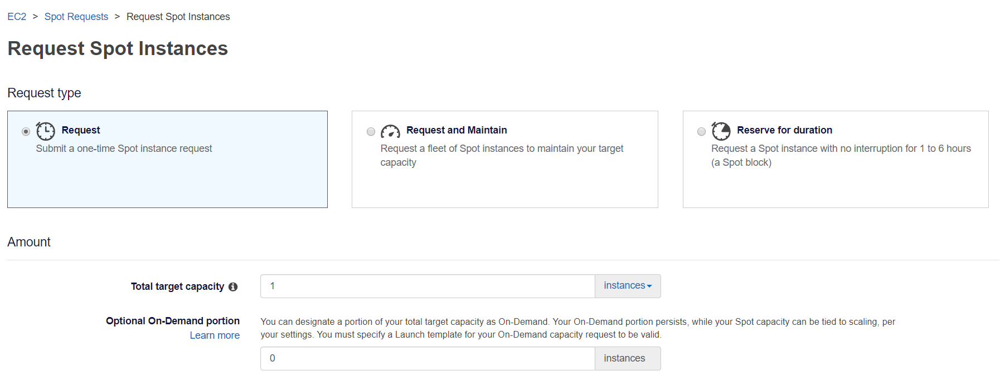 EC2 > Spot Requests > Request Spot Instances
Request Spot Instances
Request type
Request
Submit a one-time Spot instance request
Request and Maintain
Request a fleet of Spot instances to maintain your target
capacity
Reserve for duration
Request a Spot instance with no interruption for 1 to 6 hours
(a Spot block)
Amount
Total target capacity
1
instances
Optional On-Demand portion
Learn more
You can designate a portion of your total target capacity as On-Demand. Your On-Demand portion persists, while your Spot capacity can be tied to scaling, per
your settings. You must specify a Launch template for your On-Demand capacity request to be valid.
0
instances